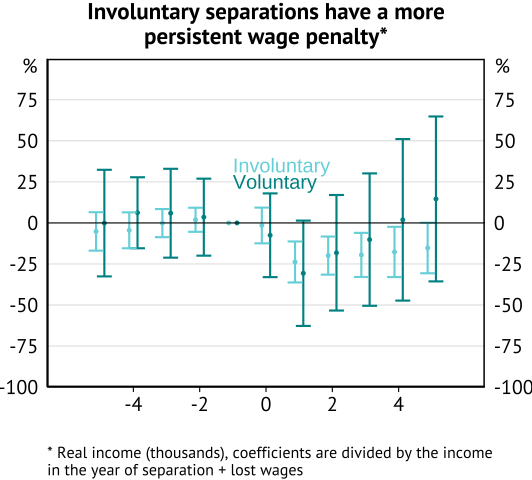 Involuntary separations have a more
persistent wage penalty*
% %
75 75
50 50
Involuntary
25 Voluntary 25
0 0
-25 -25
-50 -50
-75 -75
-100 -100
-4 -2 0 2 4
* Real income (thousands), coefficients are divided by the income
in the year of separation + lost wages